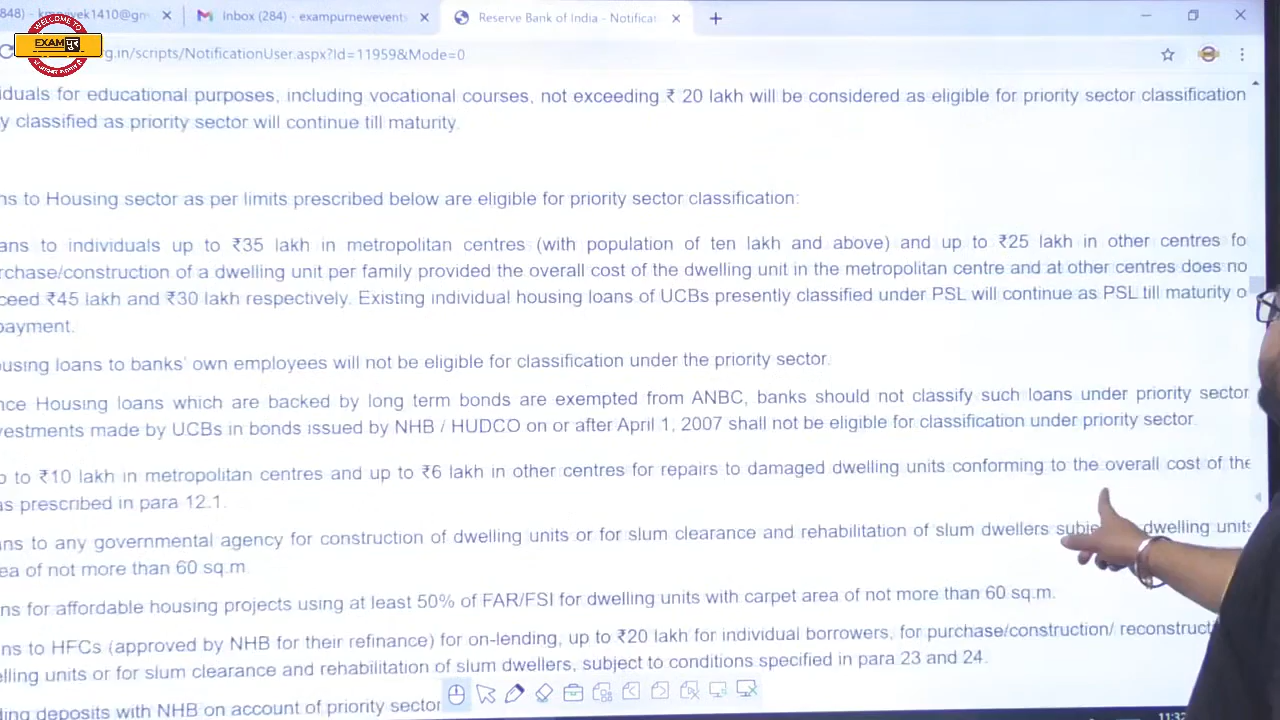 848) - kmpayek1410@gm
Inbox (284) - exampurnewevents
Reserve Bank of India - Notificat
WELCOME TO
EXAMपुर
g.in/scripts/NotificationUser.aspx?Id=11959&Mode=0
iduals for educational purposes, including vocational courses, not exceeding ₹ 20 lakh will be considered as eligible for priority sector classification
y classified as priority sector will continue till maturity.
ns to Housing sector as per limits prescribed below are eligible for priority sector classification:
ans to individuals up to ₹35 lakh in metropolitan centres (with population of ten lakh and above) and up to ₹25 lakh in other centres fo
rchase/construction of a dwelling unit per family provided the overall cost of the dwelling unit in the metropolitan centre and at other centres does no
ceed ₹45 lakh and ₹30 lakh respectively. Existing individual housing loans of UCBs presently classified under PSL will continue as PSL till maturity o
payment.
ousing loans to banks' own employees will not be eligible for classification under the priority sector.
nce Housing loans which are backed by long term bonds are exempted from ANBC, banks should not classify such loans under priority sector
vestments made by UCBs in bonds issued by NHB / HUDCO on or after April 1, 2007 shall not be eligible for classification under priority sector.
p to ₹10 lakh in metropolitan centres and up to ₹6 lakh in other centres for repairs to damaged dwelling units conforming to the overall cost of the
as prescribed in para 12.1.
ans to any governmental agency for construction of dwelling units or for slum clearance and rehabilitation of slum dwellers subje dwelling units
ea of not more than 60 sq.m
ns for affordable housing projects using at least 50% of FAR/FSI for dwelling units with carpet area of not more than 60 sq.m.
ans to HFCs (approved by NHB for their refinance) for on-lending, up to ₹20 lakh for individual borrowers, for purchase/construction/ reconstruct
elling units or for slum clearance and rehabilitation of slum dwellers, subject to conditions specified in para 23 and 24.
ding deposits with NHB on account of priority sector
11:32